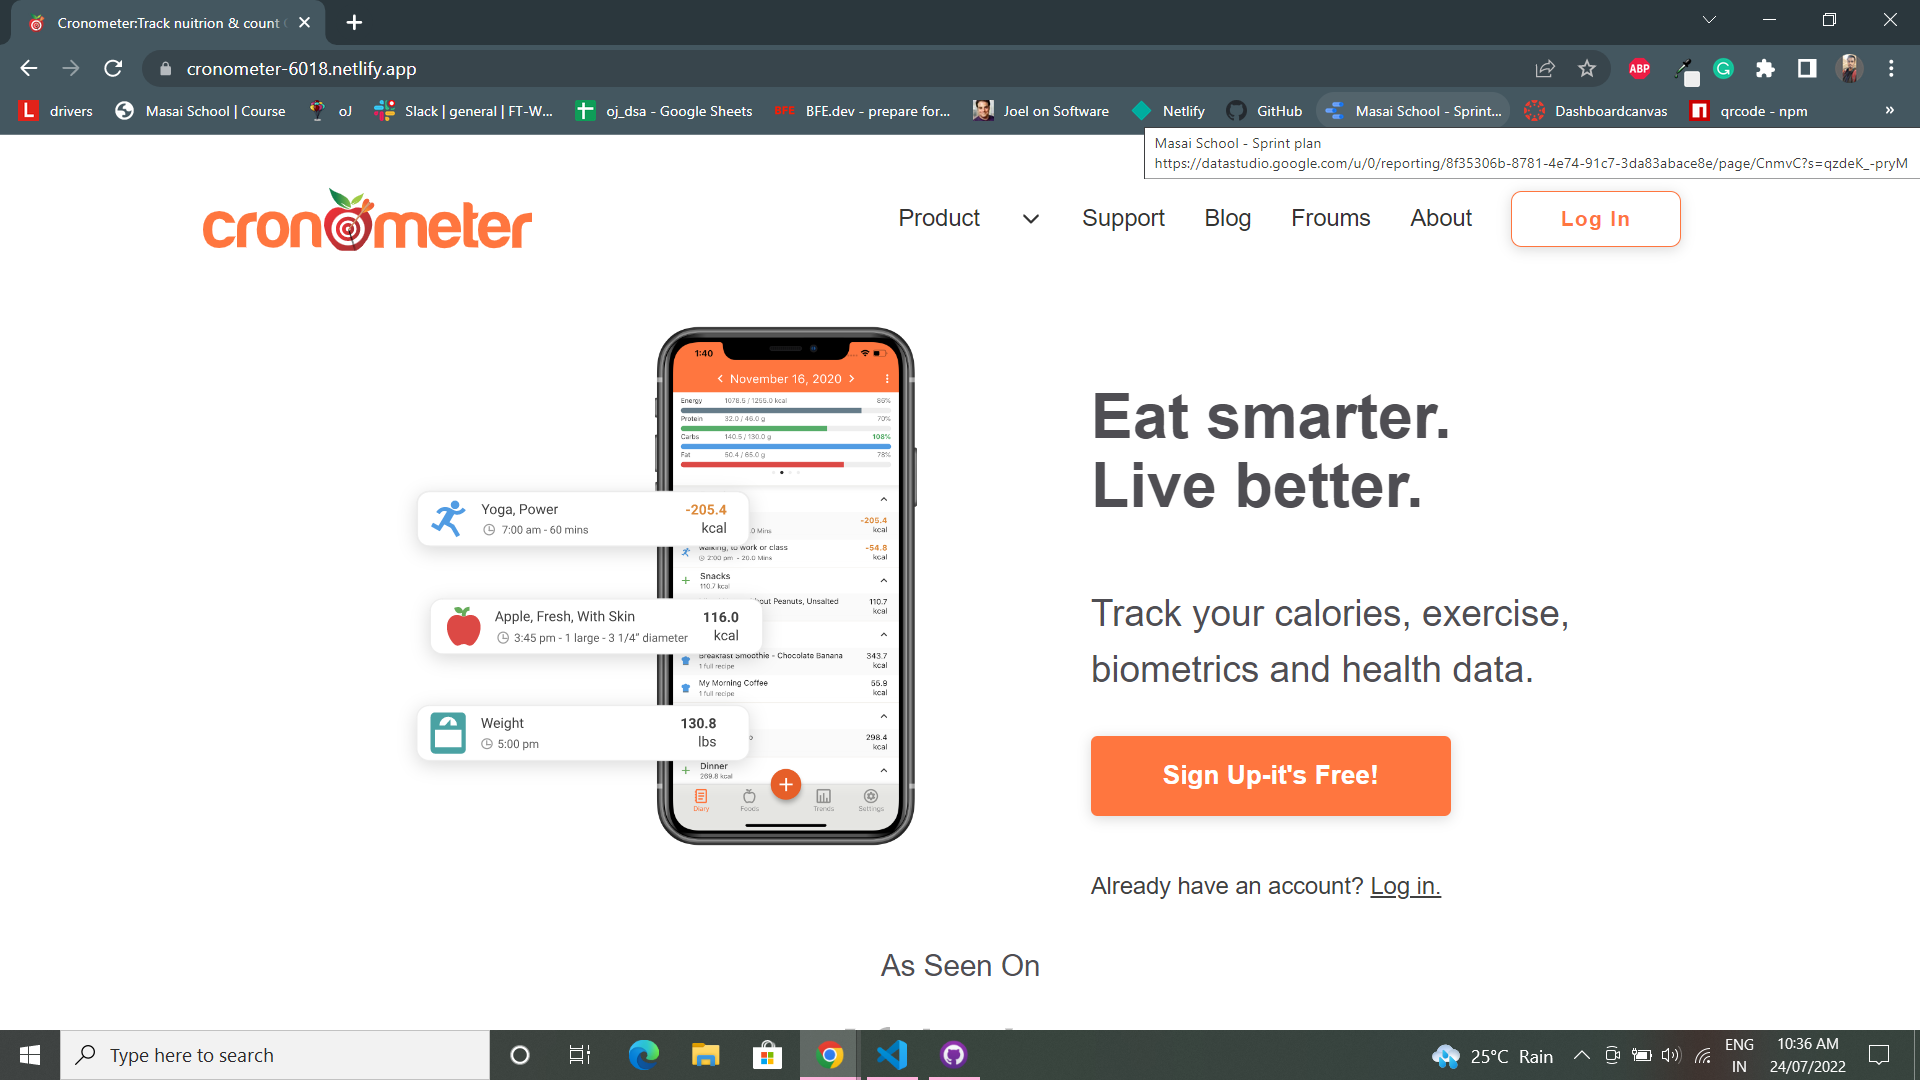 Cronometer:Track nuitrion & count
cronometer-6018.netlify.app
ABP
drivers
Masai School | Course
oJ
Slack | general | FT-W...
oj_dsa - Google Sheets
BFE
BFE.dev - prepare for...
Joel on Software
Netlify
GitHub
Masai School - Sprint...
Dashboardcanvas
qrcode - npm
»
Masai School - Sprint plan
https://datastudio.google.com/u/0/reporting/8f35306b-8781-4e74-91c7-3da83abace8e/page/CnmvC?s=qzdeK_-pryM
cronometer
Product
Support
Blog
Froums
About
Log In
1:40
November 16, 2020
Energy 1078.5 / 1255.0 kcal 86%
Protein 32.0 / 46.0 g 70%
Carbs 140.5 / 130.0 g 108%
Fat 50.4 / 65.0 g 78%
Yoga, Power -205.4
7:00 am - 60 mins kcal
-205.4
.0 Mins kcal
walking, to work or class -54.8
2:00 pm - 20.0 Mins kcal
Snacks
110.7 kcal
out Peanuts, Unsalted 110.7
kcal
Apple, Fresh, With Skin 116.0
3:45 pm - 1 large - 3 1/4" diameter kcal
Breakfast Smoothie - Chocolate Banana 343.7
1 full recipe kcal
My Morning Coffee 55.9
1 full recipe kcal
Weight 130.8
5:00 pm lbs
298.4
kcal
Dinner
269.8 kcal
Diary
Foods
Trends
Settings
Eat smarter.
Live better.
Track your calories, exercise,
biometrics and health data.
Sign Up-it's Free!
Already have an account? Log in.
As Seen On
Type here to search
25°C Rain
ENG
IN
10:36 AM
24/07/2022